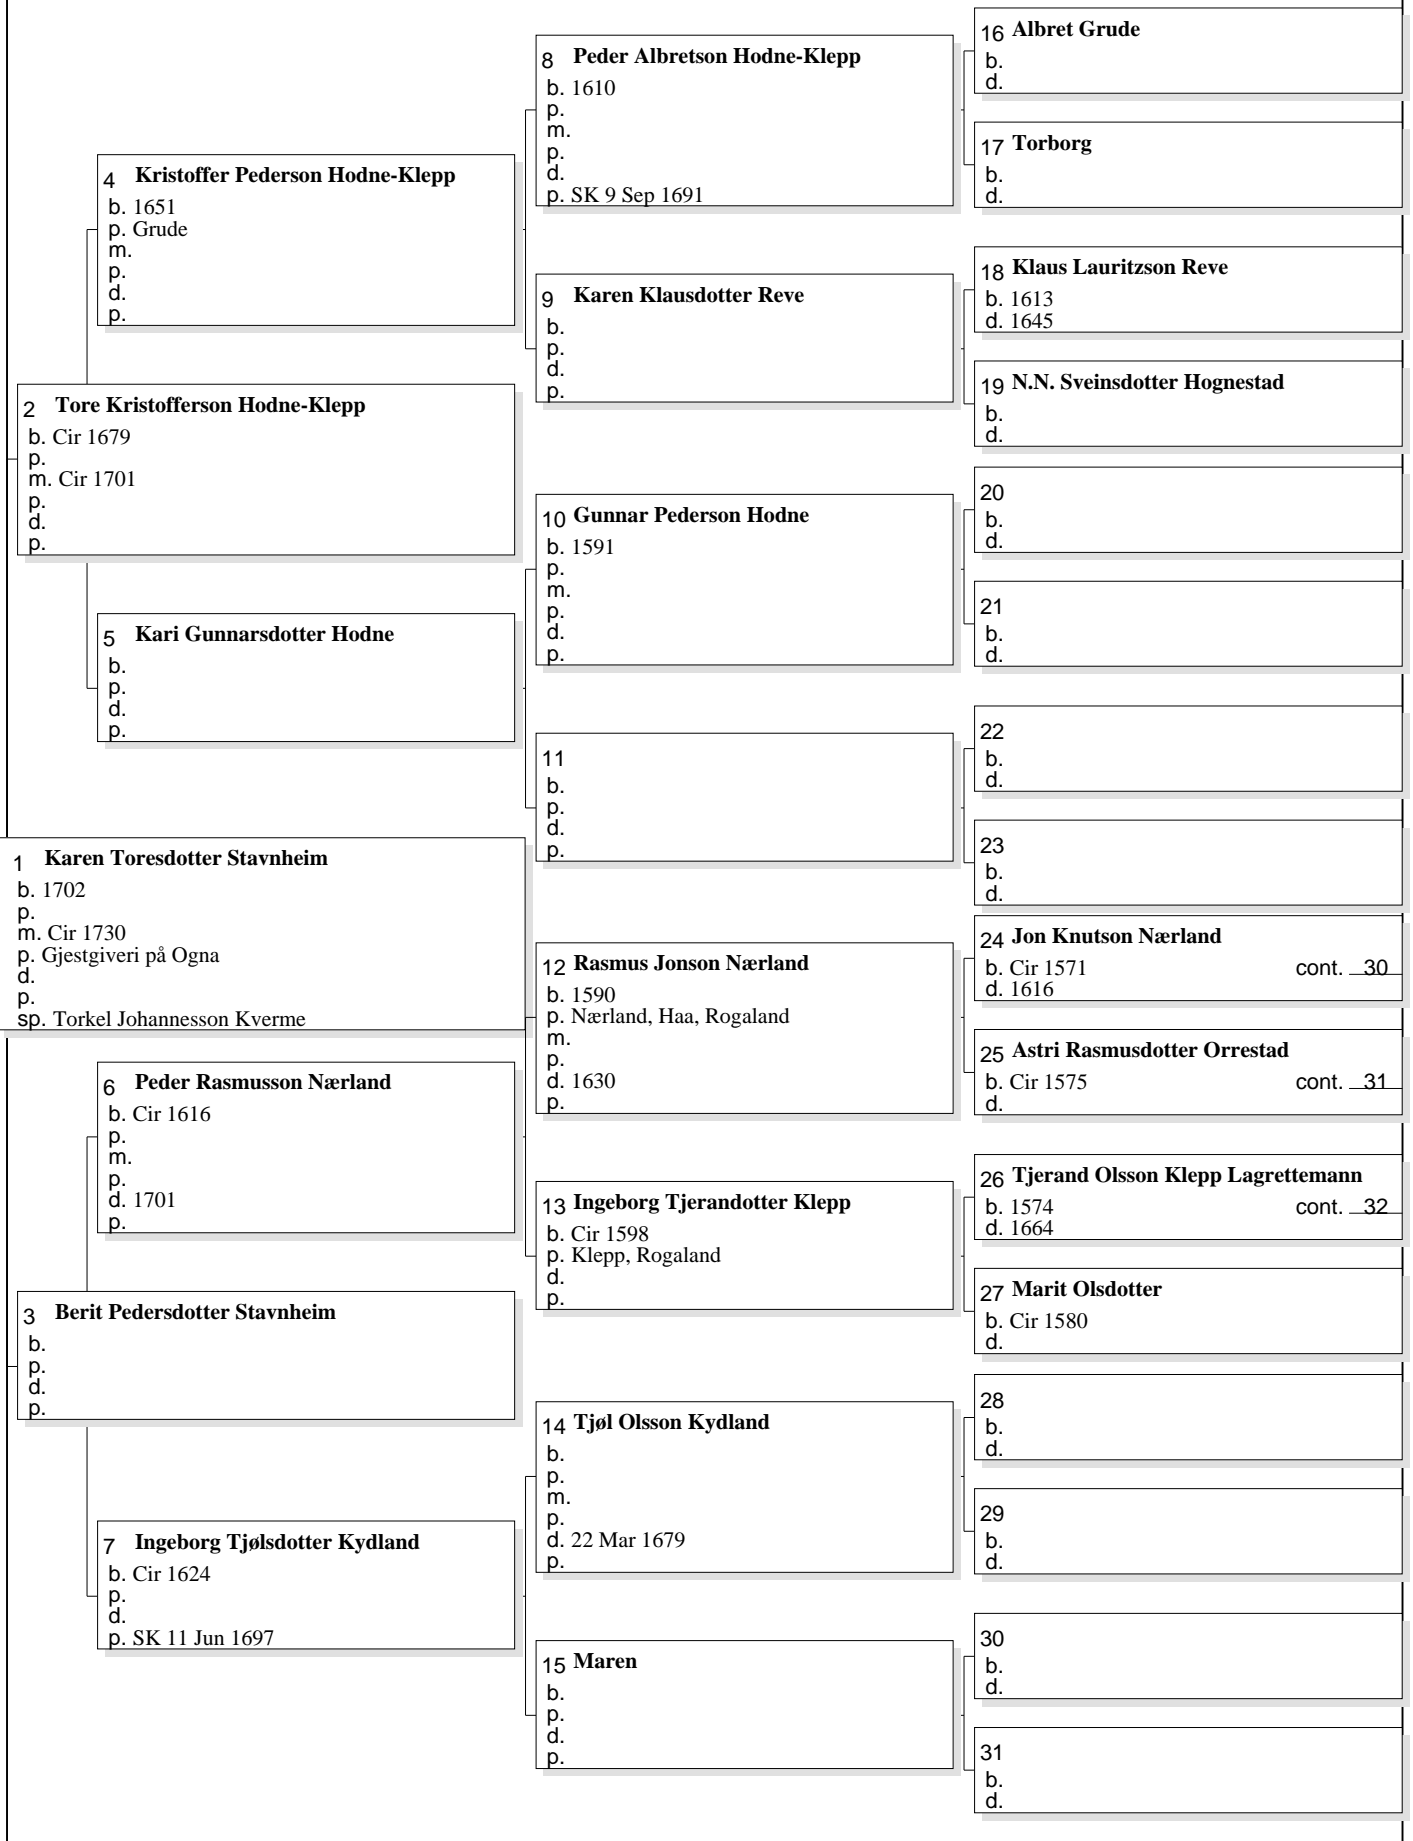 16 Albret Grude
b.
d.
8 Peder Albretson Hodne-Klepp
b. 1610
p.
m.
p.
d.
p. SK 9 Sep 1691
17 Torborg
b.
d.
4 Kristoffer Pederson Hodne-Klepp
b. 1651
p. Grude
m.
p.
d.
p.
18 Klaus Lauritzson Reve
b. 1613
d. 1645
9 Karen Klausdotter Reve
b.
p.
d.
p.
19 N.N. Sveinsdotter Hognestad
b.
d.
2 Tore Kristofferson Hodne-Klepp
b. Cir 1679
p.
m. Cir 1701
p.
d.
p.
20
b.
d.
10 Gunnar Pederson Hodne
b. 1591
p.
m.
p.
d.
p.
21
b.
d.
5 Kari Gunnarsdotter Hodne
b.
p.
d.
p.
22
b.
d.
11
b.
p.
d.
p.
23
b.
d.
1 Karen Toresdotter Stavnheim
b. 1702
p.
m. Cir 1730
p. Gjestgiveri på Ogna
d.
p.
sp. Torkel Johannesson Kverme
24 Jon Knutson Nærland
b. Cir 1571 cont. 30
d. 1616
12 Rasmus Jonson Nærland
b. 1590
p. Nærland, Haa, Rogaland
m.
p.
d. 1630
p.
25 Astri Rasmusdotter Orrestad
b. Cir 1575 cont. 31
d.
6 Peder Rasmusson Nærland
b. Cir 1616
p.
m.
p.
d. 1701
p.
26 Tjerand Olsson Klepp Lagrettemann
b. 1574 cont. 32
d. 1664
13 Ingeborg Tjerandotter Klepp
b. Cir 1598
p. Klepp, Rogaland
d.
p.
27 Marit Olsdotter
b. Cir 1580
d.
3 Berit Pedersdotter Stavnheim
b.
p.
d.
p.
28
b.
d.
14 Tjøl Olsson Kydland
b.
p.
m.
p.
d. 22 Mar 1679
p.
29
b.
d.
7 Ingeborg Tjølsdotter Kydland
b. Cir 1624
p.
d.
p. SK 11 Jun 1697
30
b.
d.
15 Maren
b.
p.
d.
p.
31
b.
d.